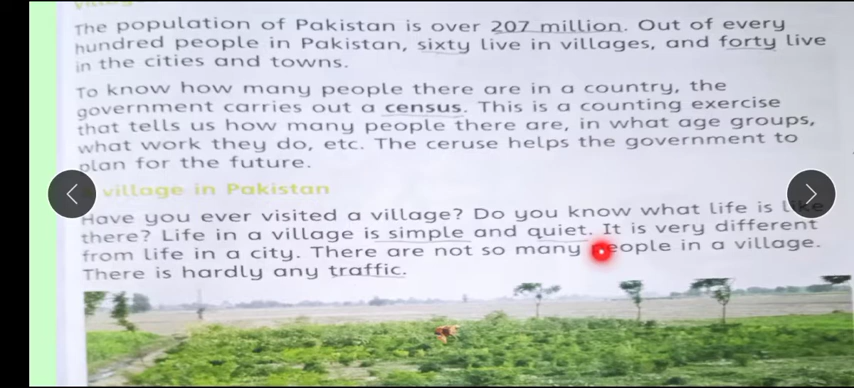 The population of Pakistan is over 207 million. Out of every
hundred people in Pakistan, sixty live in villages, and forty live
in the cities and towns.
To know how many people there are in a country, the
government carries out a census. This is a counting exercise
that tells us how many people there are, in what age groups,
what work they do, etc. The ceruse helps the government to
plan for the future.
village in Pakistan
Have you ever visited a village? Do you know what life is like
there? Life in a village is simple and quiet. It is very different
from life in a city. There are not so many people in a village.
There is hardly any traffic.